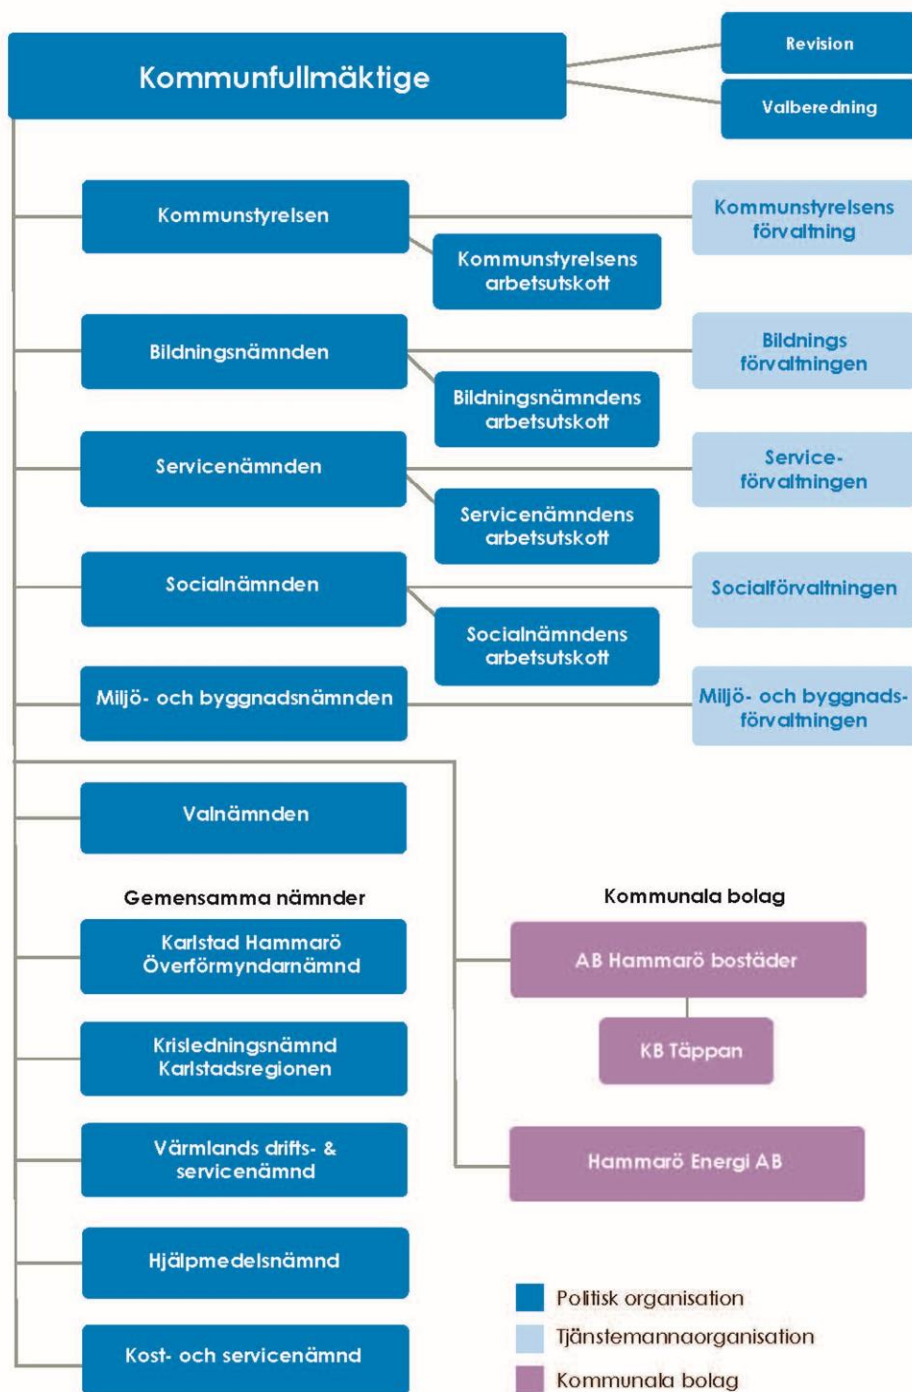 Kommunfullmäktige
Revision
Valberedning
Kommunstyrelsen
Kommunstyrelsens
arbetsutskott
Kommunstyrelsens
förvaltning
Bildningsnämnden
Bildningsnämndens
arbetsutskott
Bildnings
förvaltningen
Servicenämnden
Servicenämndens
arbetsutskott
Service-
förvaltningen
Socialnämnden
Socialnämndens
arbetsutskott
Socialförvaltningen
Miljö- och byggnadsnämnden
Miljö- och byggnads-
förvaltningen
Valnämnden
Gemensamma nämnder
Karlstad Hammarö
Överförmyndarnämnd
Krisledningsnämnd
Karlstadsregionen
Värmlands drifts- &
servicenämnd
Hjälpmedelsnämnd
Kost- och servicenämnd
Kommunala bolag
AB Hammarö bostäder
KB Täppan
Hammarö Energi AB
Politisk organisation
Tjänstemannaorganisation
Kommunala bolag